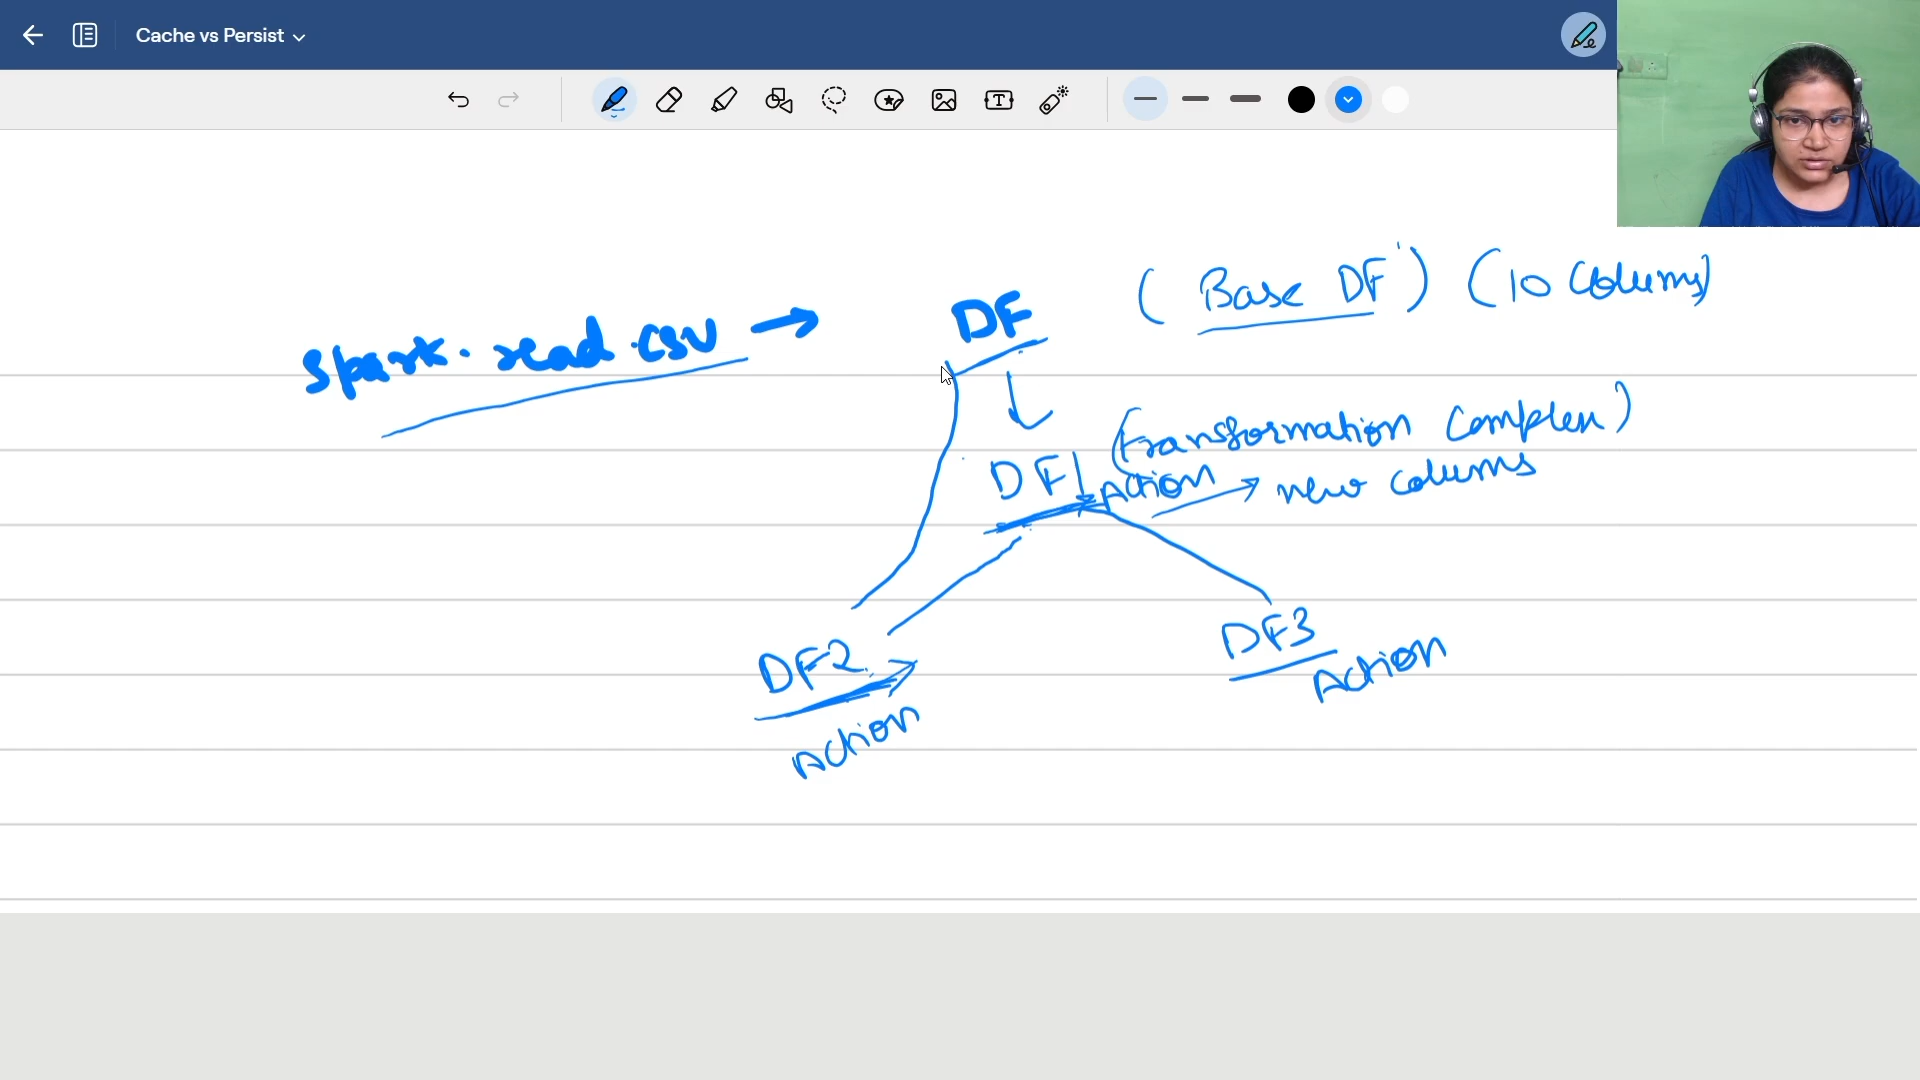 Cache vs Persist
spark.read.csv → DF (Base DF) (10 Columns)
DF1 (Transformation Complex)
Action → new columns
DF2
Action
DF3
Action